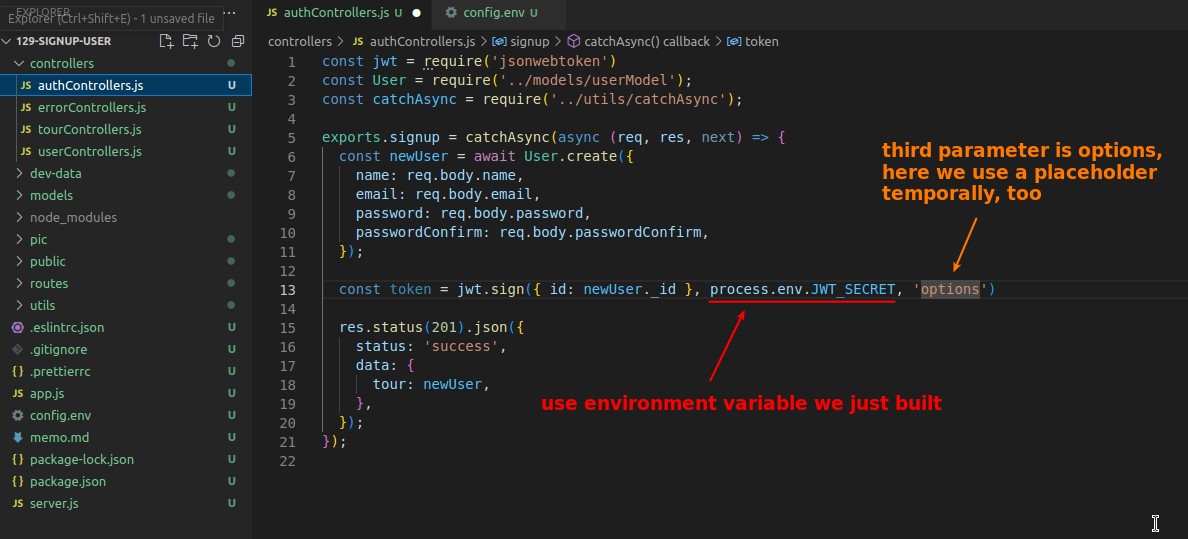 EXPLORER
Explorer (Ctrl+Shift+E) - 1 unsaved file
...
129-SIGNUP-USER
controllers
JS authControllers.js U
JS errorControllers.js U
JS tourControllers.js U
JS userControllers.js U
dev-data
models
node_modules
pic
public
routes
utils
.eslintrc.json U
.gitignore U
{} .prettierrc U
JS app.js U
config.env U
memo.md U
{} package-lock.json U
{} package.json U
JS server.js U
JS authControllers.js U
config.env U
controllers > JS authControllers.js > signup > catchAsync() callback > token
1 const jwt = require('jsonwebtoken')
2 const User = require('../models/userModel');
3 const catchAsync = require('../utils/catchAsync');
4
5 exports.signup = catchAsync(async (req, res, next) => {
6 const newUser = await User.create({
7 name: req.body.name,
8 email: req.body.email,
9 password: req.body.password,
10 passwordConfirm: req.body.passwordConfirm,
11 });
12
13 const token = jwt.sign({ id: newUser._id }, process.env.JWT_SECRET, 'options')
14
15 res.status(201).json({
16 status: 'success',
17 data: {
18 tour: newUser,
19 },
20 });
21 });
22
third parameter is options,
here we use a placeholder
temporally, too
use environment variable we just built